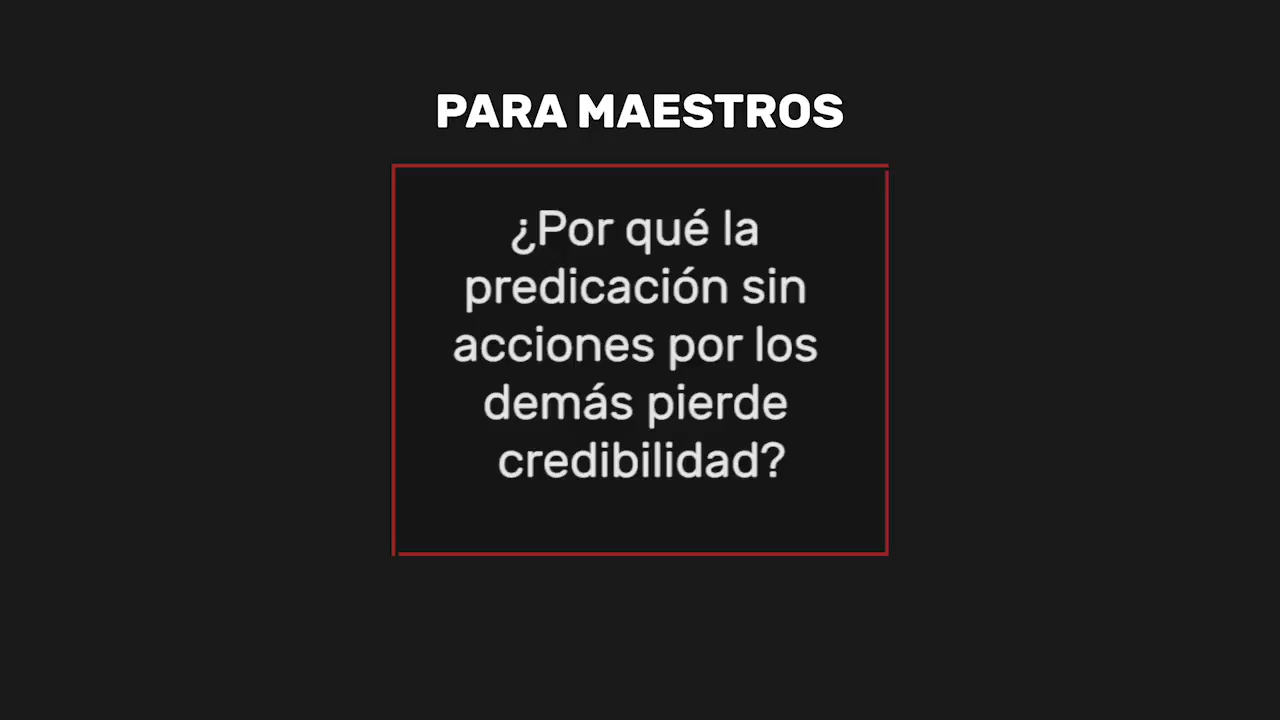 PARA MAESTROS
¿Por qué la
predicación sin
acciones por los
demás pierde
credibilidad?